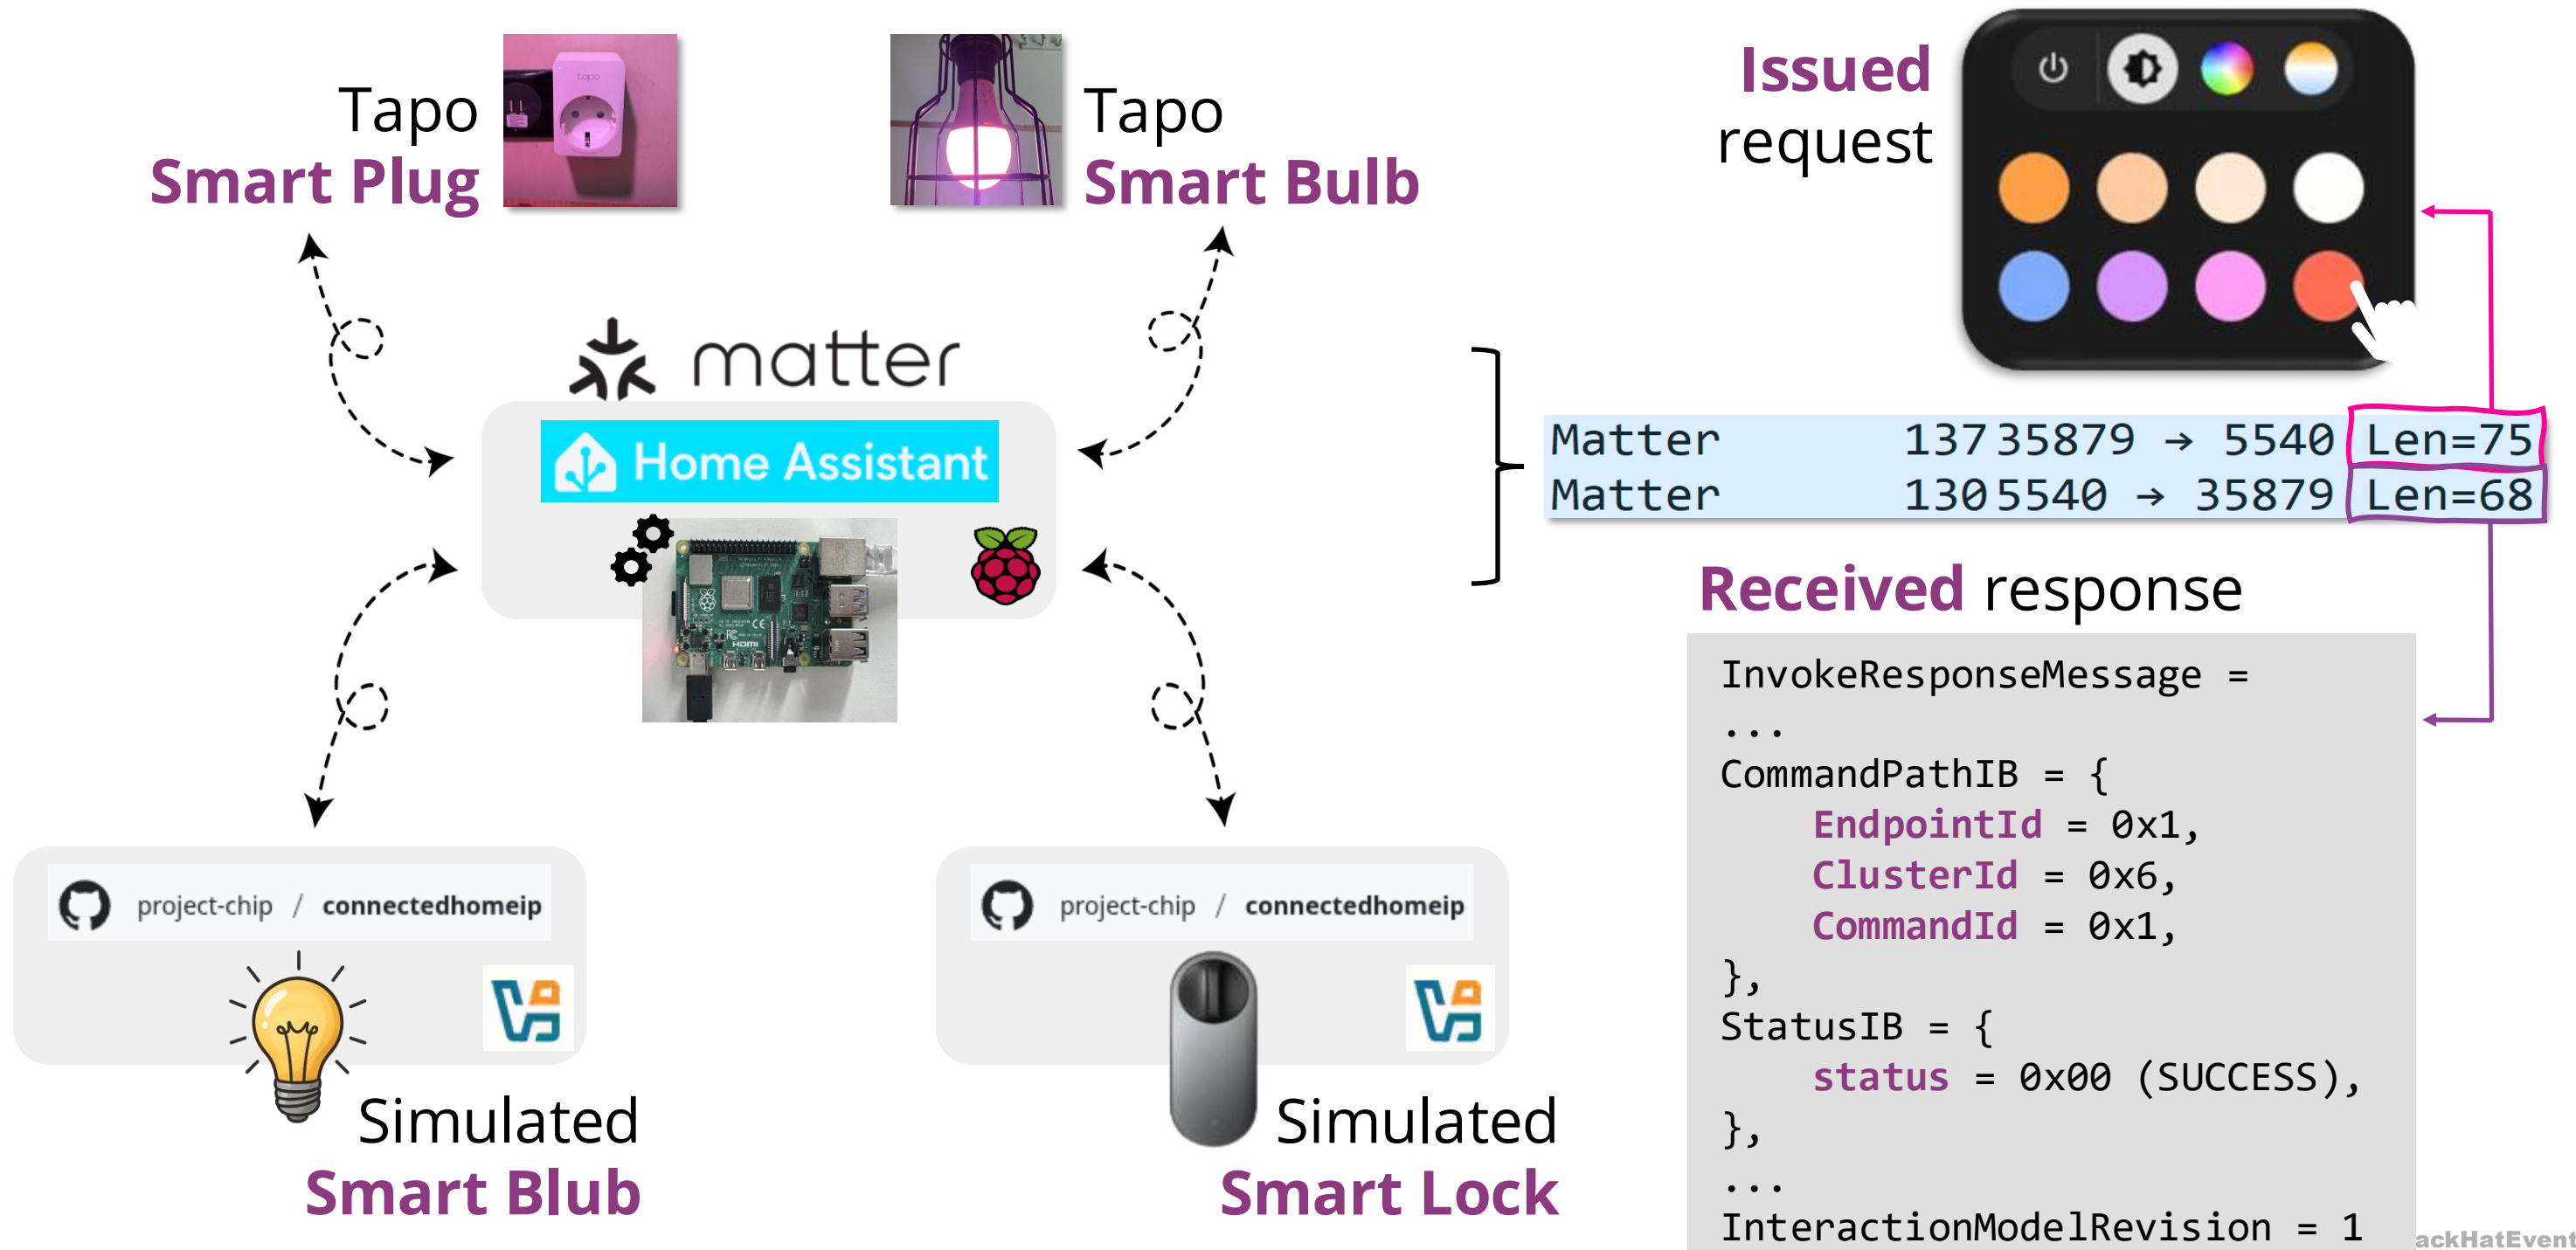 Tapo
Smart Plug
tapo
Tapo
Smart Bulb
matter
Home Assistant
HDMI
project-chip / connectedhomeip
Simulated
Smart Blub
project-chip / connectedhomeip
Simulated
Smart Lock
Issued
request
Matter 137 35879 → 5540 Len=75
Matter 130 5540 → 35879 Len=68
Received response
InvokeResponseMessage =
...
CommandPathIB = {
EndpointId = 0x1,
ClusterId = 0x6,
CommandId = 0x1,
},
StatusIB = {
status = 0x00 (SUCCESS),
},
...
InteractionModelRevision = 1